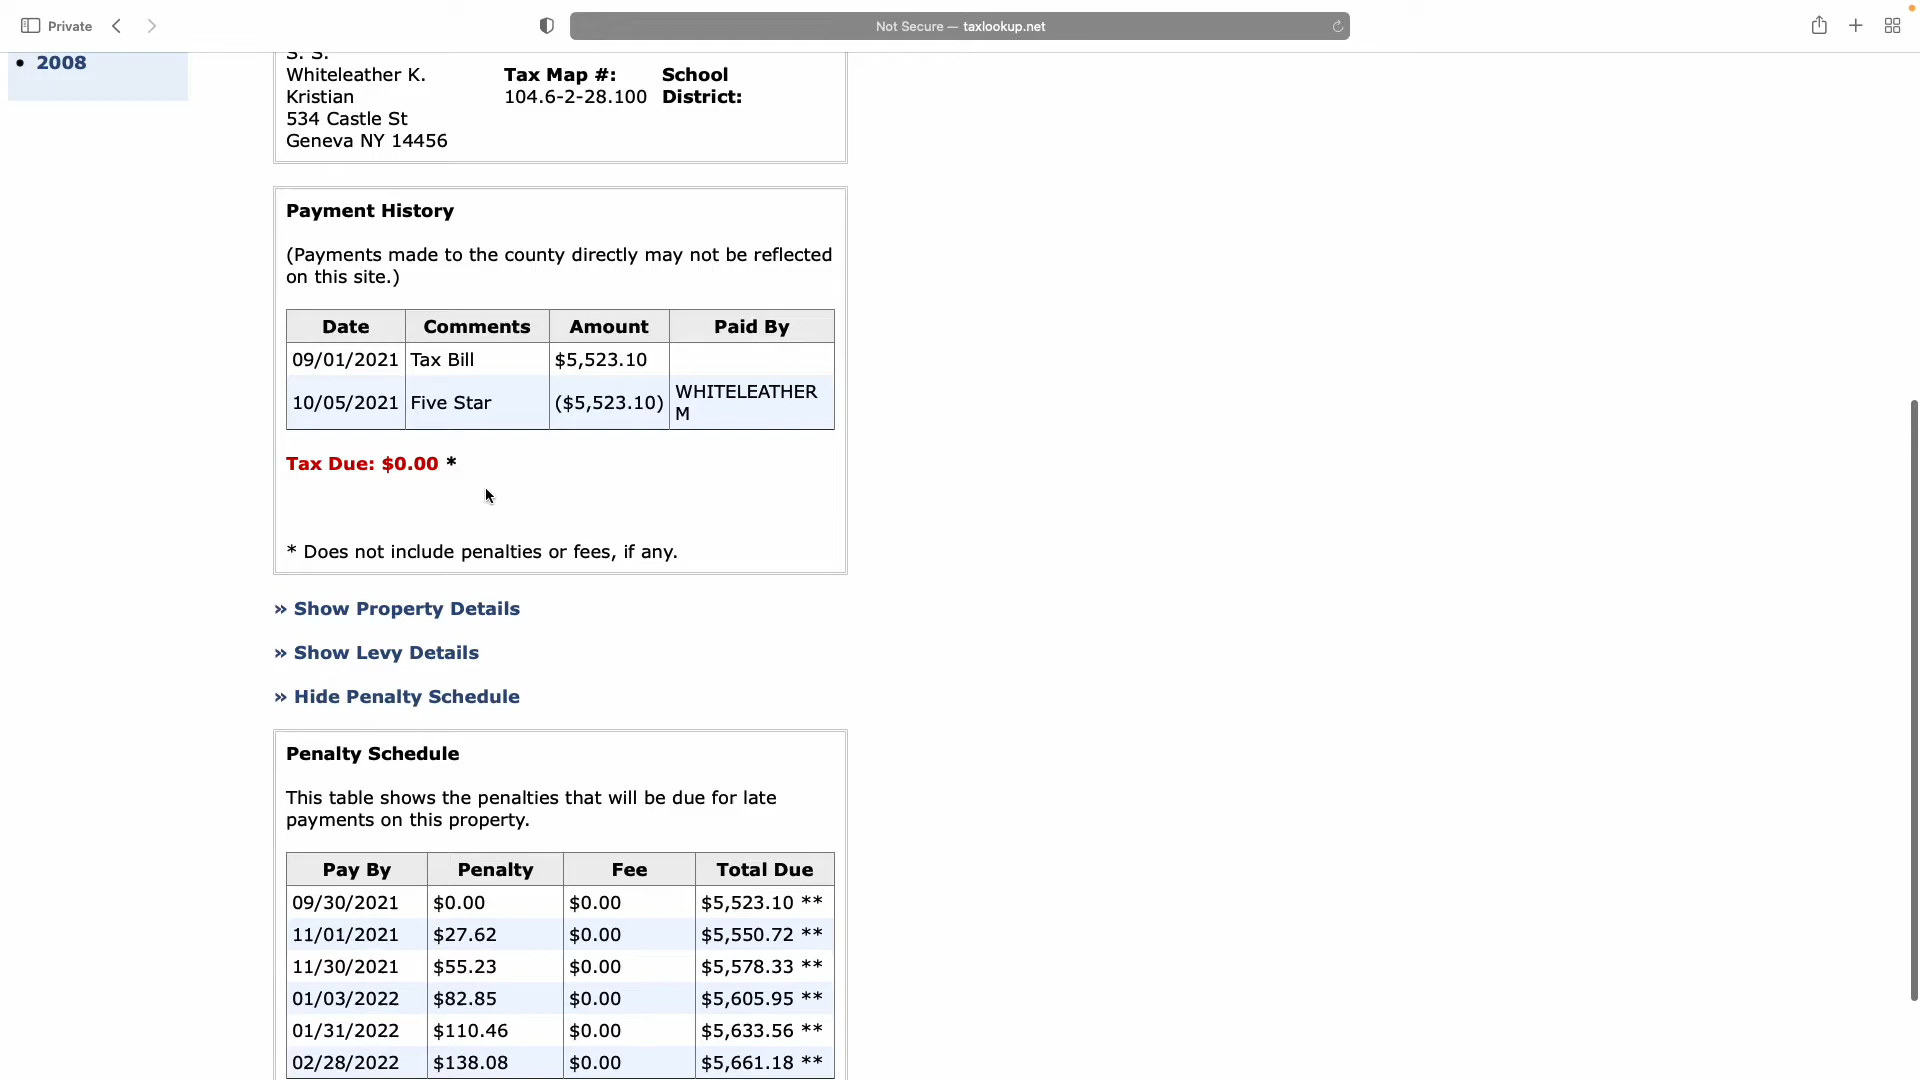 Private
Not Secure — taxlookup.net
• 2008
S. S.
Whiteleather K.
Kristian
534 Castle St
Geneva NY 14456
Tax Map #:
104.6-2-28.100
School
District:
Payment History
(Payments made to the county directly may not be reflected
on this site.)
Date Comments Amount Paid By
09/01/2021 Tax Bill $5,523.10
10/05/2021 Five Star ($5,523.10) WHITELEATHER
M
Tax Due: $0.00 *
* Does not include penalties or fees, if any.
» Show Property Details
» Show Levy Details
» Hide Penalty Schedule
Penalty Schedule
This table shows the penalties that will be due for late
payments on this property.
Pay By Penalty Fee Total Due
09/30/2021 $0.00 $0.00 $5,523.10 **
11/01/2021 $27.62 $0.00 $5,550.72 **
11/30/2021 $55.23 $0.00 $5,578.33 **
01/03/2022 $82.85 $0.00 $5,605.95 **
01/31/2022 $110.46 $0.00 $5,633.56 **
02/28/2022 $138.08 $0.00 $5,661.18 **